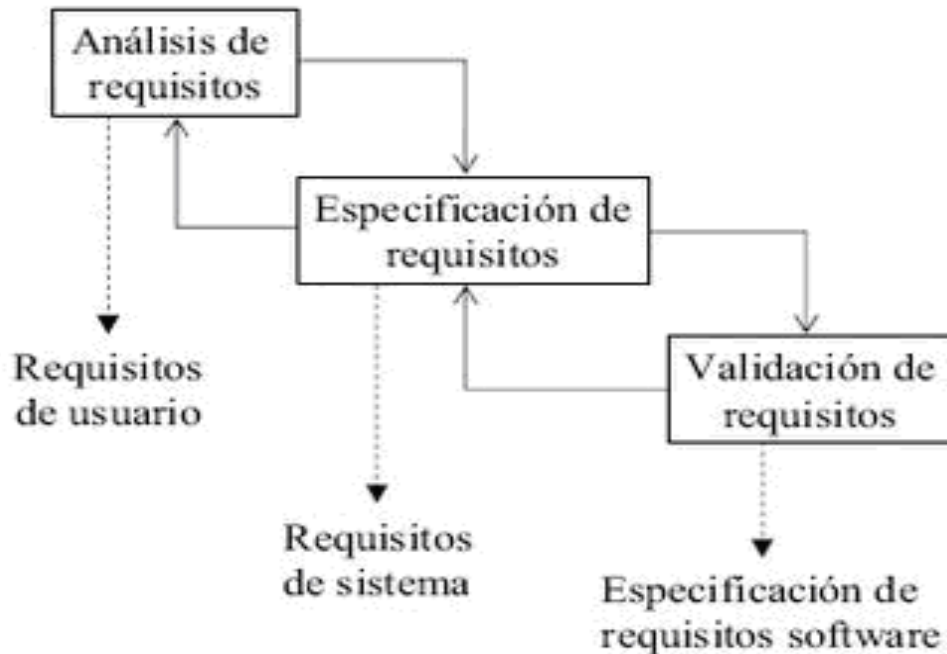 Análisis de
requisitos
Especificación de
requisitos
Validación de
requisitos
Requisitos
de usuario
Requisitos
de sistema
Especificación de
requisitos software